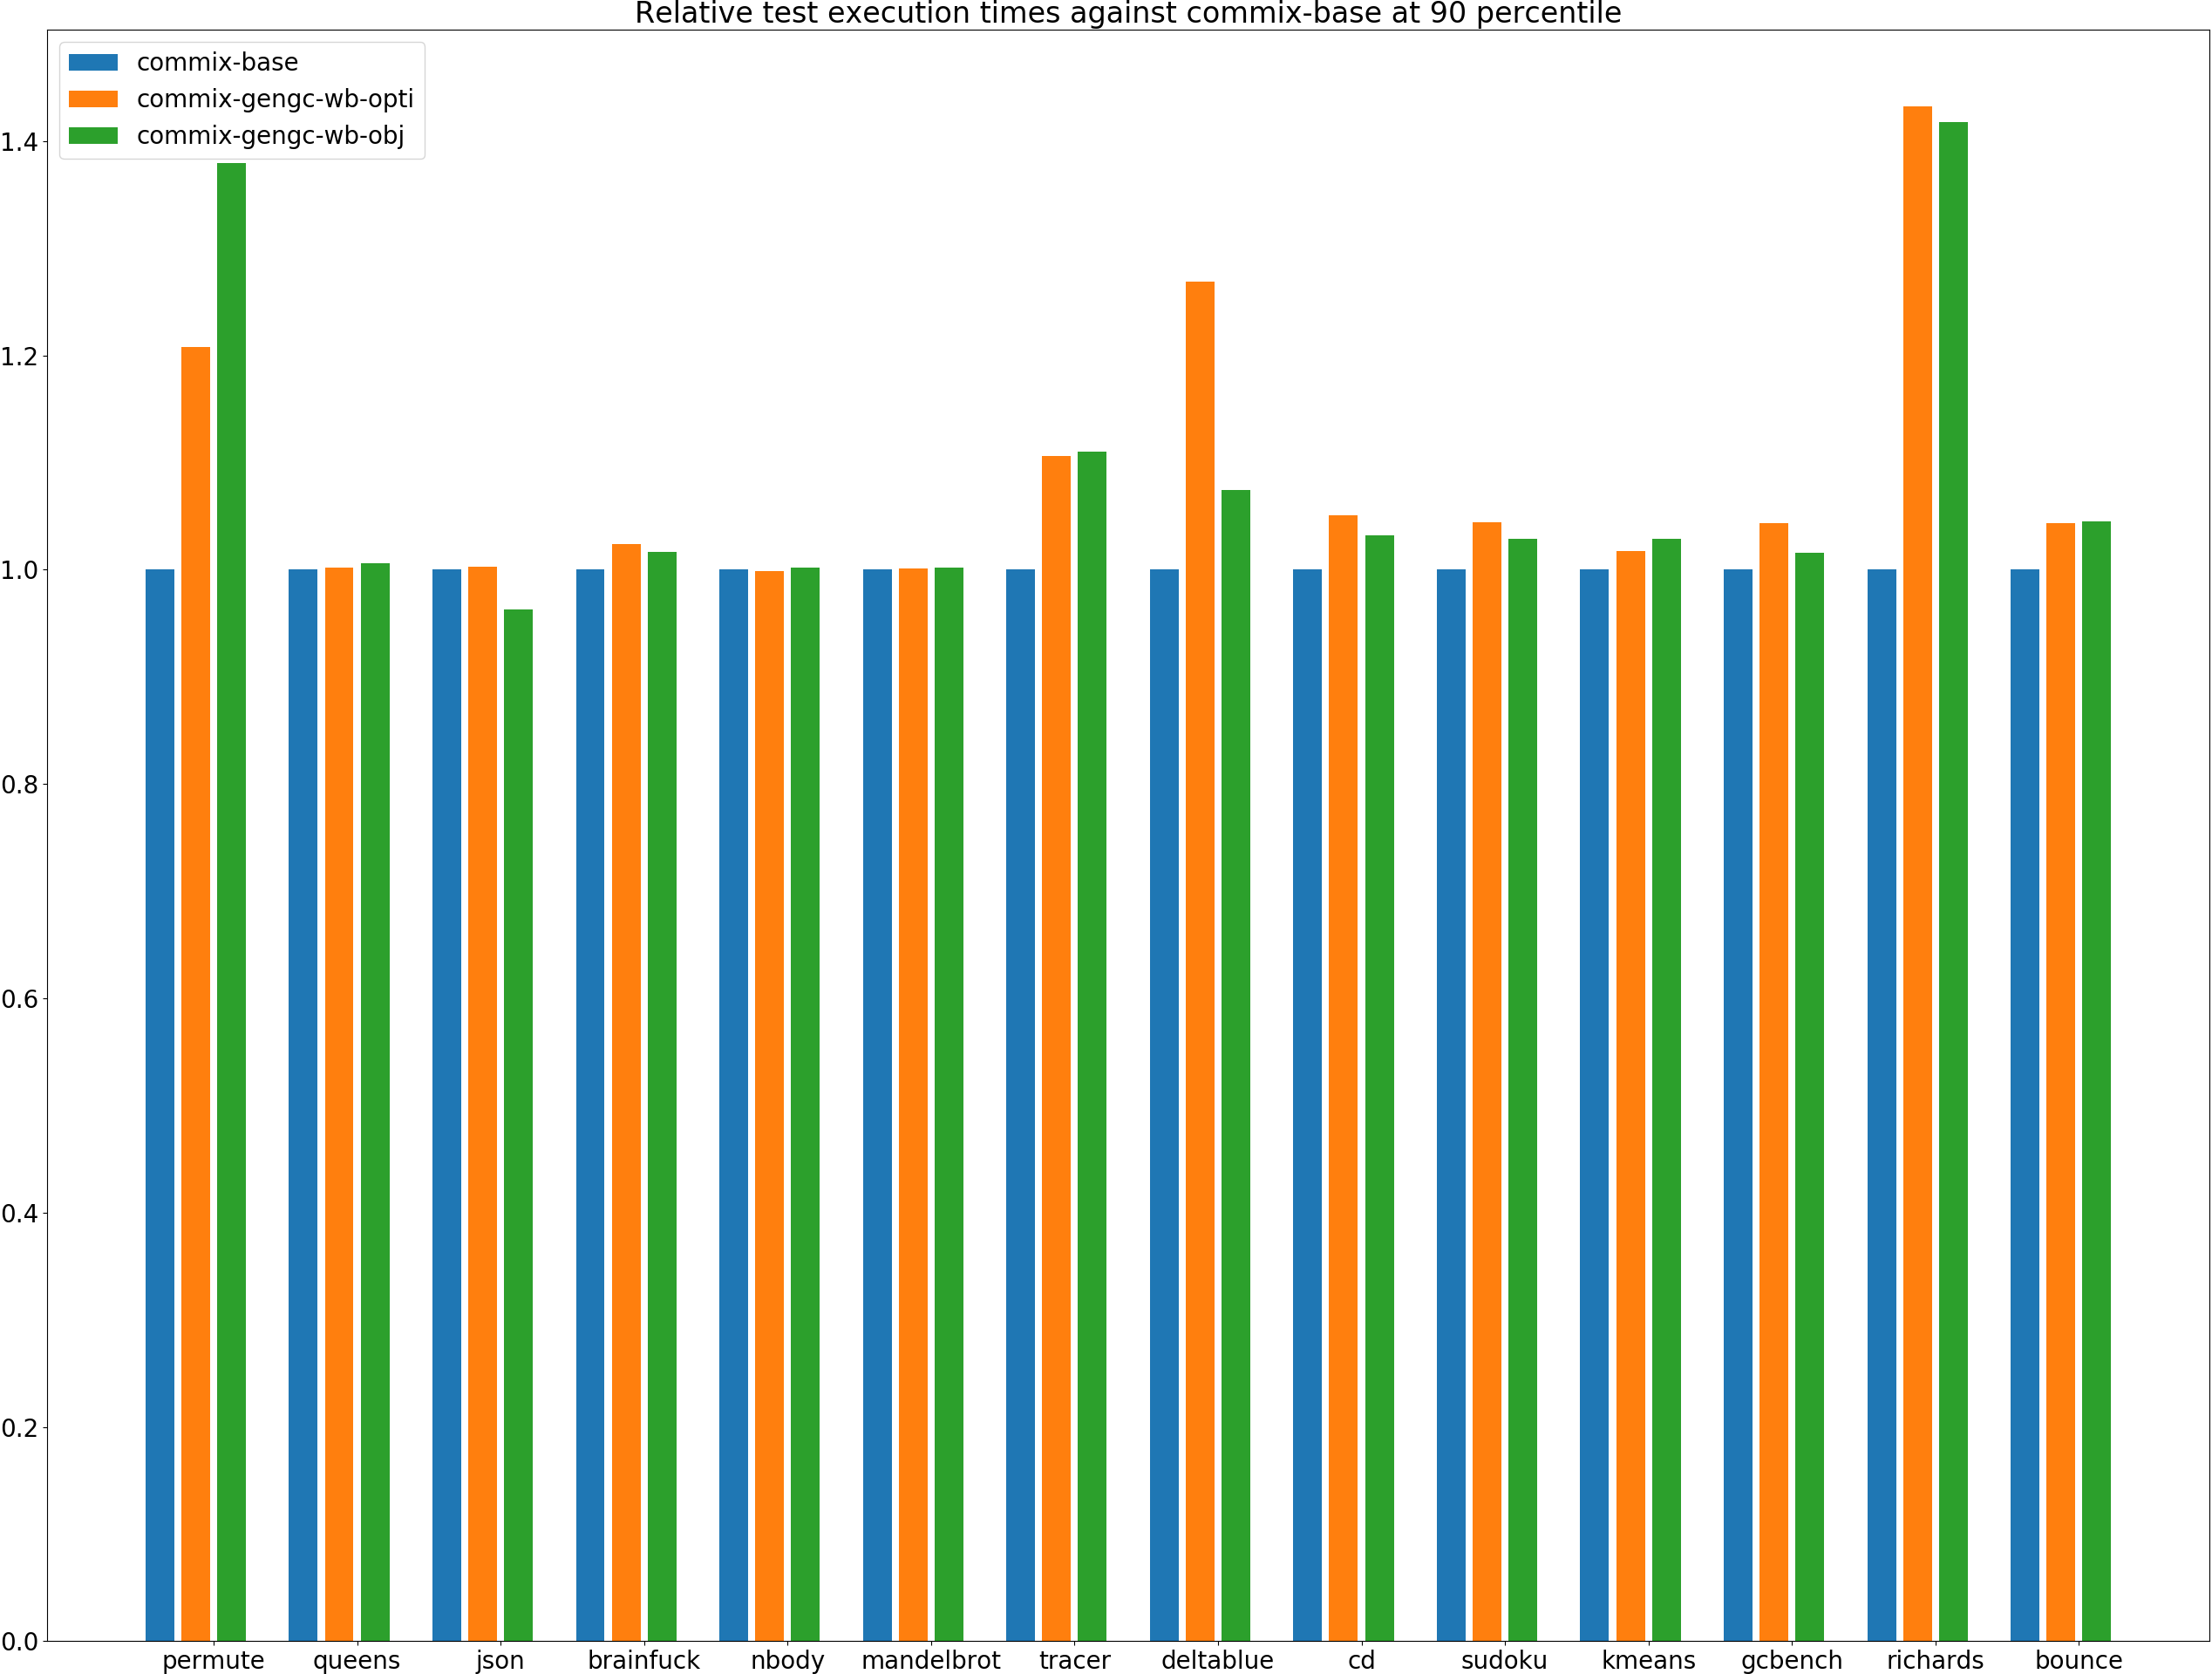 Relative test execution times against commix-base at 90 percentile
commix-base
commix-gengc-wb-opti
commix-gengc-wb-obj
1.4
1.2
1.0
0.8
0.6
0.4
0.2
0.0
permute queens json brainfuck nbody mandelbrot tracer deltablue cd sudoku kmeans gcbench richards bounce